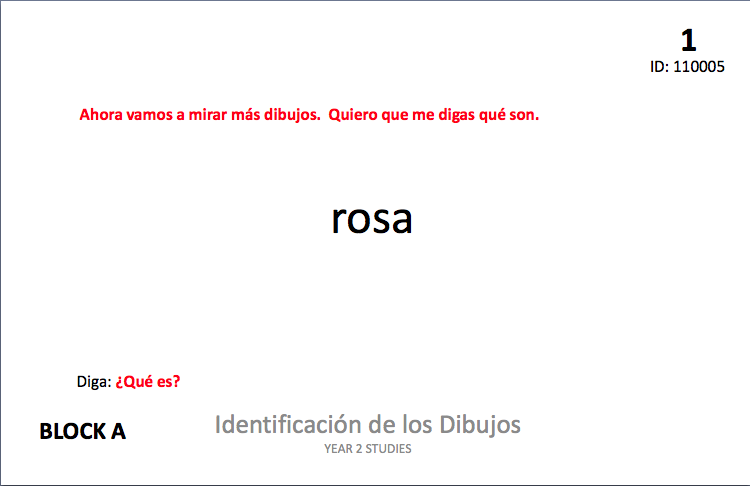 1
ID: 110005
Ahora vamos a mirar más dibujos.  Quiero que me digas qué son.
rosa
Diga: ¿Qué es?
BLOCK A
Identificación de los Dibujos
YEAR 2 STUDIES